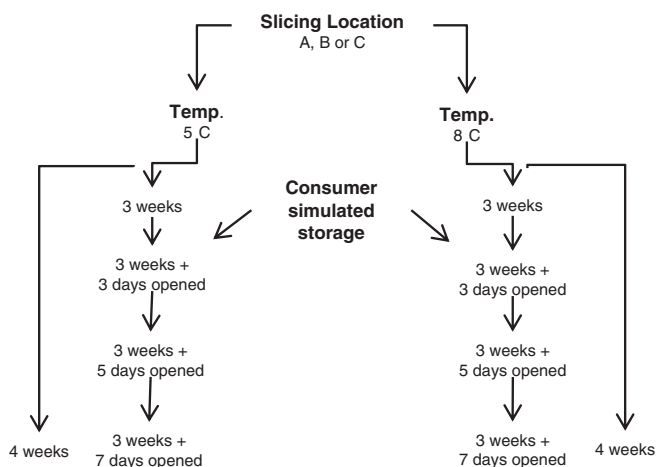 Slicing Location
A, B or C
Temp.
5 C
Temp.
8 C
3 weeks
Consumer
simulated
storage
3 weeks
3 weeks +
3 days opened
3 weeks +
3 days opened
3 weeks +
5 days opened
3 weeks +
5 days opened
4 weeks
3 weeks +
7 days opened
3 weeks +
7 days opened
4 weeks